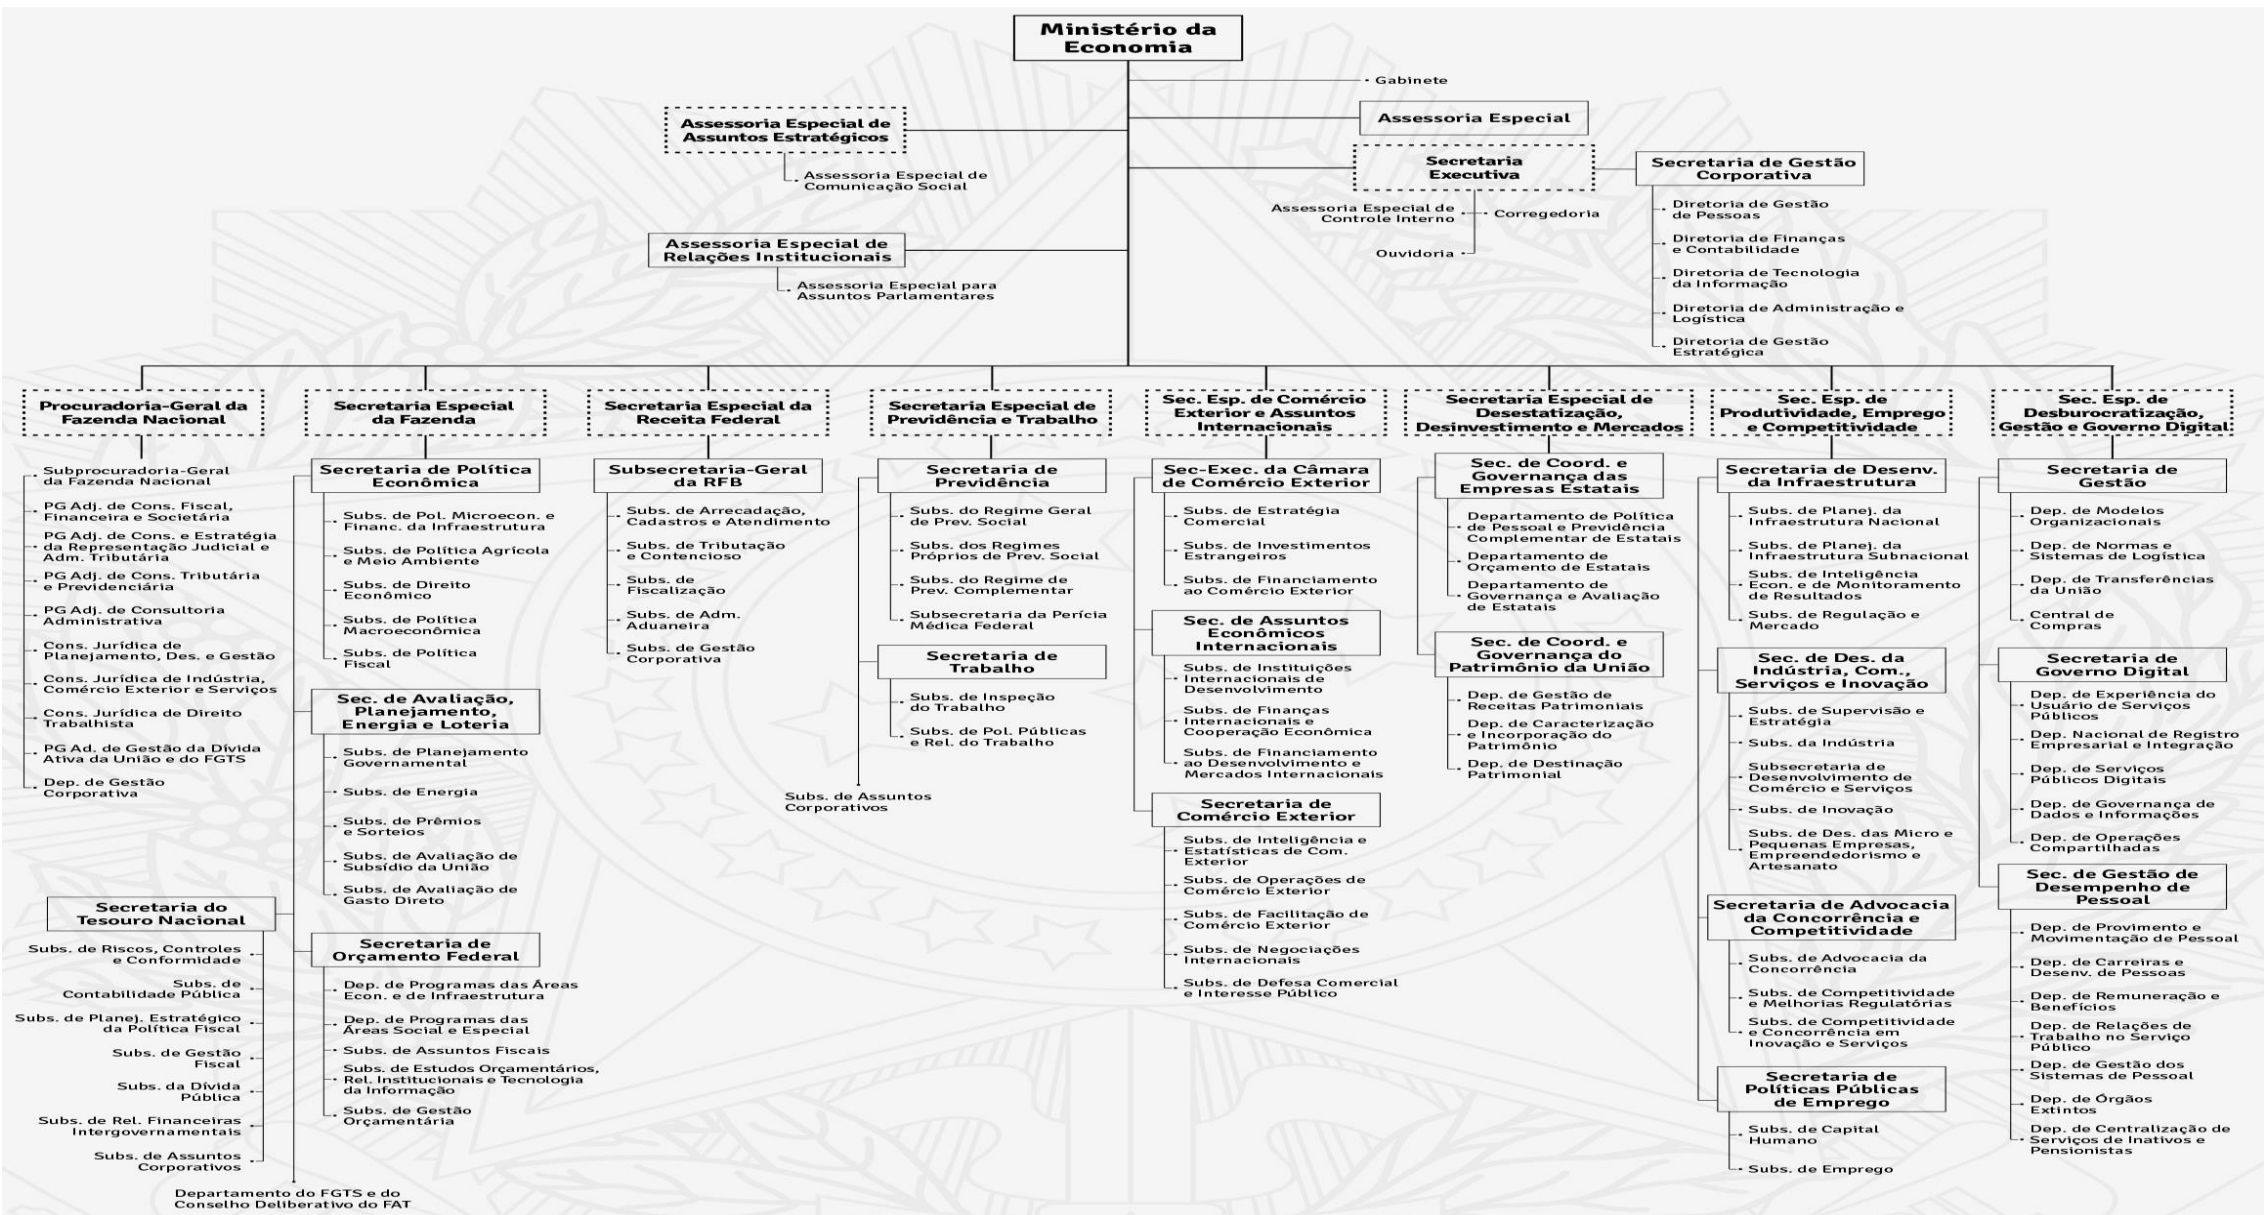 Ministério da
Economia
Gabinete
Assessoria Especial de
Assuntos Estratégicos
Assessoria Especial de
Comunicação Social
Assessoria Especial
Secretaria
Executiva
Assessoria Especial de
Controle Interno
Corregedoria
Ouvidoria
Secretaria de Gestão
Corporativa
Diretoria de Gestão
de Pessoas
Diretoria de Finanças
e Contabilidade
Diretoria de Tecnologia
da Informação
Diretoria de Administração e
Logística
Diretoria de Gestão
Estratégica
Assessoria Especial de
Relações Institucionais
Assessoria Especial para
Assuntos Parlamentares
Procuradoria-Geral da
Fazenda Nacional
Subprocuradoria-Geral
da Fazenda Nacional
PG Adj. de Cons. Fiscal,
Financeira e Societária
PG Adj. de Cons. e Estratégia
da Representação Judicial e
Adm. Tributária
PG Adj. de Cons. Tributária
e Previdenciária
PG Adj. de Consultoria
Administrativa
Cons. Jurídica de
Planejamento, Des. e Gestão
Cons. Jurídica de Indústria,
Comércio Exterior e Serviços
Cons. Jurídica de Direito
Trabalhista
PG Ad. de Gestão da Dívida
Ativa da União e do FGTS
Dep. de Gestão
Corporativa
Secretaria Especial
da Fazenda
Secretaria de Política
Econômica
Subs. de Pol. Microecon. e
Financ. da Infraestrutura
Subs. de Política Agrícola
e Meio Ambiente
Subs. de Direito
Econômico
Subs. de Política
Macroeconômica
Subs. de Política
Fiscal
Sec. de Avaliação,
Planejamento,
Energia e Loteria
Subs. de Planejamento
Governamental
Subs. de Energia
Subs. de Prêmios
e Sorteios
Subs. de Avaliação de
Subsídio da União
Subs. de Avaliação de
Gasto Direto
Secretaria do
Tesouro Nacional
Subs. de Riscos, Controles
e Conformidade
Subs. de
Contabilidade Pública
Subs. de Planej. Estratégico
da Política Fiscal
Subs. de Gestão
Fiscal
Subs. da Dívida
Pública
Subs. de Rel. Financeiras
Intergovernamentais
Subs. de Assuntos
Corporativos
Secretaria de
Orçamento Federal
Dep. de Programas das Áreas
Econ. e de Infraestrutura
Dep. de Programas das
Áreas Social e Especial
Subs. de Assuntos Fiscais
Subs. de Estudos Orçamentários,
Rel. Institucionais e Tecnologia
da Informação
Subs. de Gestão
Orçamentária
Departamento do FGTS e do
Conselho Deliberativo do FAT
Secretaria Especial da
Receita Federal
Subsecretaria-Geral
da RFB
Subs. de Arrecadação,
Cadastros e Atendimento
Subs. de Tributação
e Contencioso
Subs. de
Fiscalização
Subs. de Adm.
Aduaneira
Subs. de Gestão
Corporativa
Secretaria Especial de
Previdência e Trabalho
Secretaria de
Previdência
Subs. do Regime Geral
de Prev. Social
Subs. dos Regimes
Próprios de Prev. Social
Subs. do Regime de
Prev. Complementar
Subsecretaria da Perícia
Médica Federal
Secretaria de
Trabalho
Subs. de Inspeção
do Trabalho
Subs. de Pol. Públicas
e Rel. do Trabalho
Subs. de Assuntos
Corporativos
Sec. Esp. de Comércio
Exterior e Assuntos
Internacionais
Sec-Exec. da Câmara
de Comércio Exterior
Subs. de Estratégia
Comercial
Subs. de Investimentos
Estrangeiros
Subs. de Financiamento
ao Comércio Exterior
Sec. de Assuntos
Econômicos
Internacionais
Subs. de Instituições
Internacionais de
Desenvolvimento
Subs. de Finanças
Internacionais e
Cooperação Econômica
Subs. de Financiamento
ao Desenvolvimento e
Mercados Internacionais
Secretaria de
Comércio Exterior
Subs. de Inteligência e
Estatísticas de Com.
Exterior
Subs. de Operações de
Comércio Exterior
Subs. de Facilitação de
Comércio Exterior
Subs. de Negociações
Internacionais
Subs. de Defesa Comercial
e Interesse Público
Secretaria Especial de
Desestatização,
Desinvestimento e Mercados
Sec. de Coord. e
Governança das
Empresas Estatais
Departamento de Política
de Pessoal e Previdência
Complementar de Estatais
Departamento de
Orçamento de Estatais
Departamento de
Governança e Avaliação
de Estatais
Sec. de Coord. e
Governança do
Patrimônio da União
Dep. de Gestão de
Receitas Patrimoniais
Dep. de Caracterização
e Incorporação do
Patrimônio
Dep. de Destinação
Patrimonial
Sec. Esp. de
Produtividade, Emprego
e Competitividade
Secretaria de Desenv.
da Infraestrutura
Subs. de Planej. da
Infraestrutura Nacional
Subs. de Planej. da
Infraestrutura Subnacional
Subs. de Inteligência
Econ. e de Monitoramento
de Resultados
Subs. de Regulação e
Mercado
Sec. de Des. da
Indústria, Com.,
Serviços e Inovação
Subs. de Supervisão e
Estratégia
Subs. da Indústria
Subsecretaria de
Desenvolvimento de
Comércio e Serviços
Subs. de Inovação
Subs. de Des. das Micro e
Pequenas Empresas,
Empreendedorismo e
Artesanato
Secretaria de Advocacia
da Concorrência e
Competitividade
Subs. de Advocacia da
Concorrência
Subs. de Competitividade
e Melhorias Regulatórias
Subs. de Competitividade
e Concorrência em
Inovação e Serviços
Secretaria de
Políticas Públicas
de Emprego
Subs. de Capital
Humano
Subs. de Emprego
Sec. Esp. de
Desburocratização,
Gestão e Governo Digital
Secretaria de
Gestão
Dep. de Modelos
Organizacionais
Dep. de Normas e
Sistemas de Logística
Dep. de Transferências
da União
Central de
Compras
Secretaria de
Governo Digital
Dep. de Experiência do
Usuário de Serviços
Públicos
Dep. Nacional de Registro
Empresarial e Integração
Dep. de Serviços
Públicos Digitais
Dep. de Governança de
Dados e Informações
Dep. de Operações
Compartilhadas
Sec. de Gestão de
Desempenho de
Pessoal
Dep. de Provimento e
Movimentação de Pessoal
Dep. de Carreiras e
Desenv. de Pessoas
Dep. de Remuneração e
Benefícios
Dep. de Relações de
Trabalho no Serviço
Público
Dep. de Gestão dos
Sistemas de Pessoal
Dep. de Órgãos
Extintos
Dep. de Centralização de
Serviços de Inativos e
Pensionistas